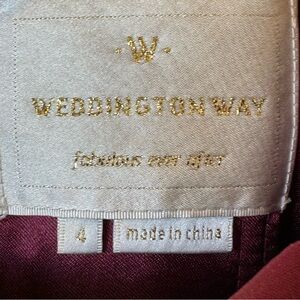 W
WEDDINGTON WAY
fabulous ever after
4
made in china